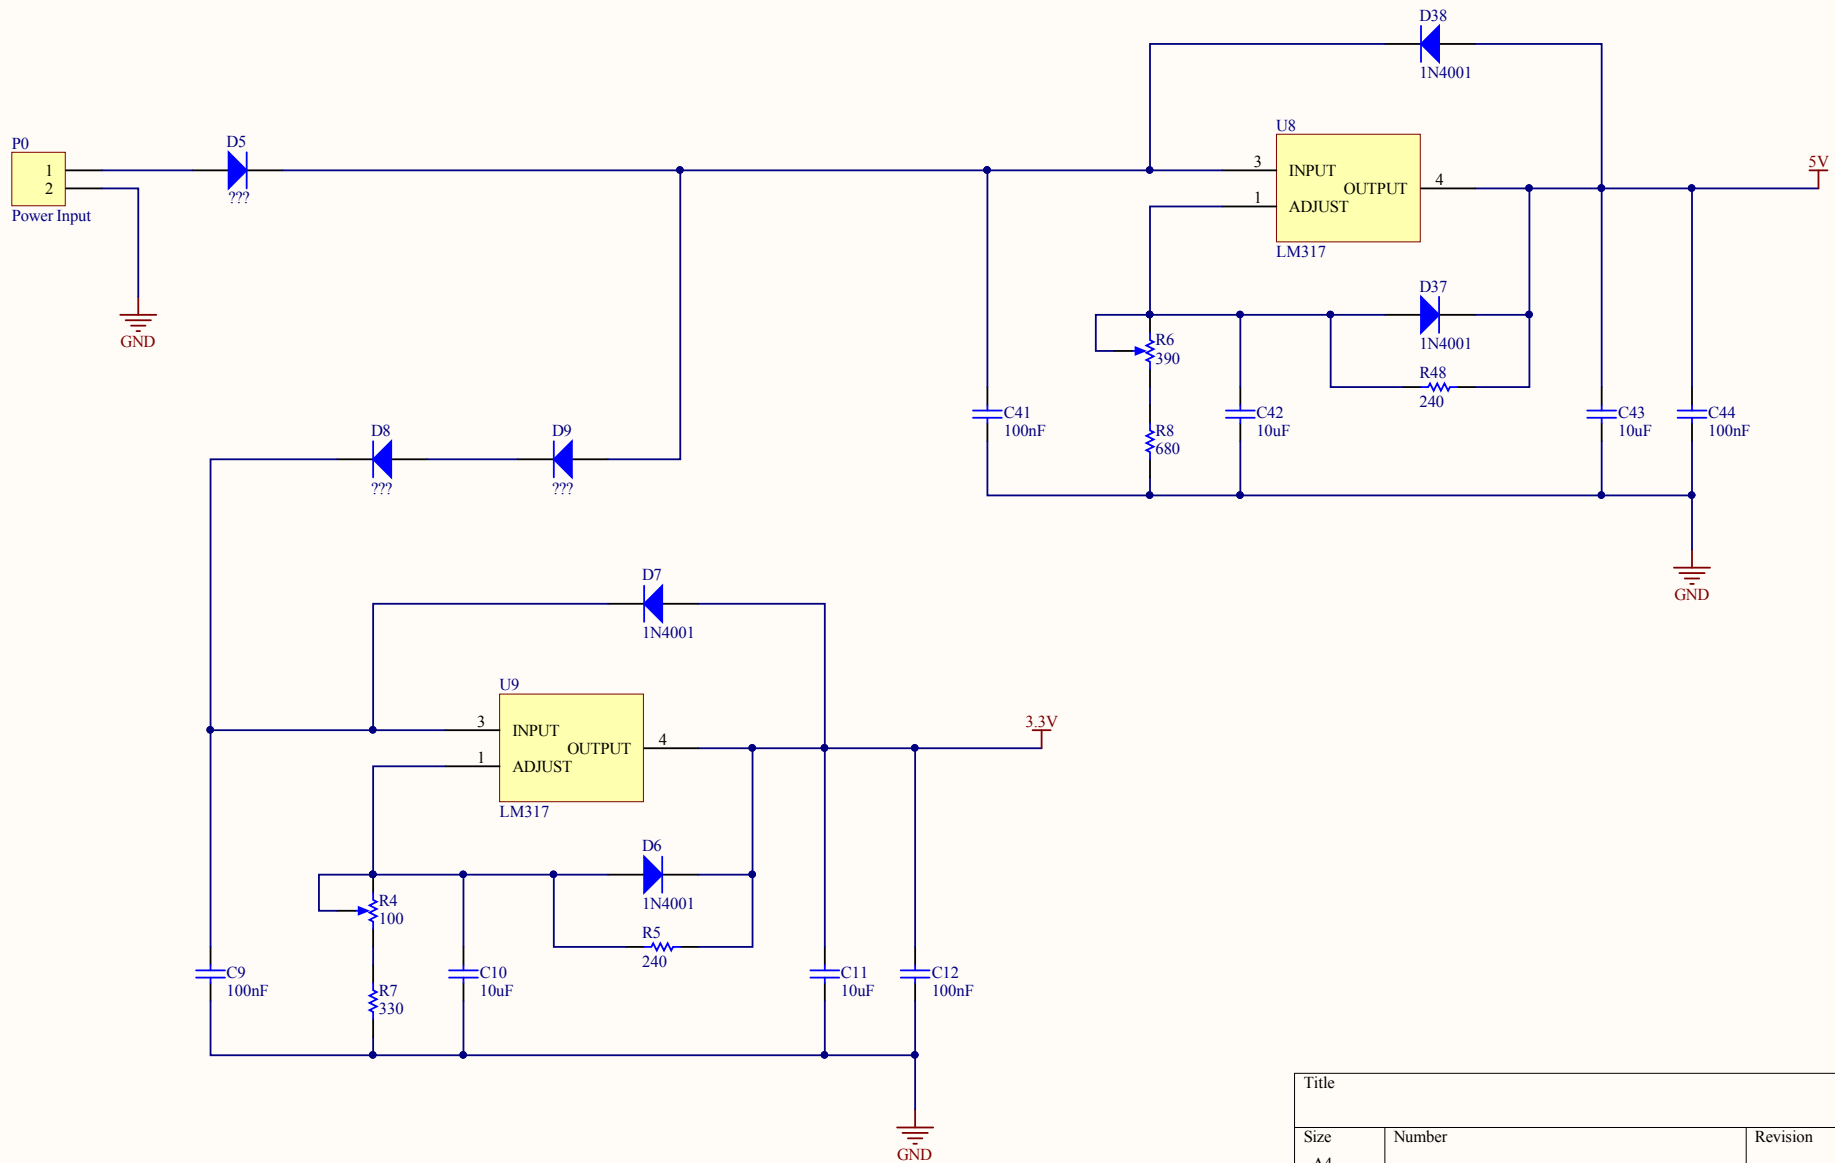 D38
1N4001
P0
1
2
Power Input
D5
???
GND
U8
3
INPUT
OUTPUT
4
1
ADJUST
LM317
5V
D37
1N4001
R6
390
R48
240
C41
100nF
R8
680
C42
10uF
C43
10uF
C44
100nF
GND
D8
???
D9
???
D7
1N4001
U9
3
INPUT
OUTPUT
4
1
ADJUST
LM317
3.3V
D6
1N4001
R4
100
R5
240
C9
100nF
R7
330
C10
10uF
C11
10uF
C12
100nF
GND
Title
Size
Number
Revision